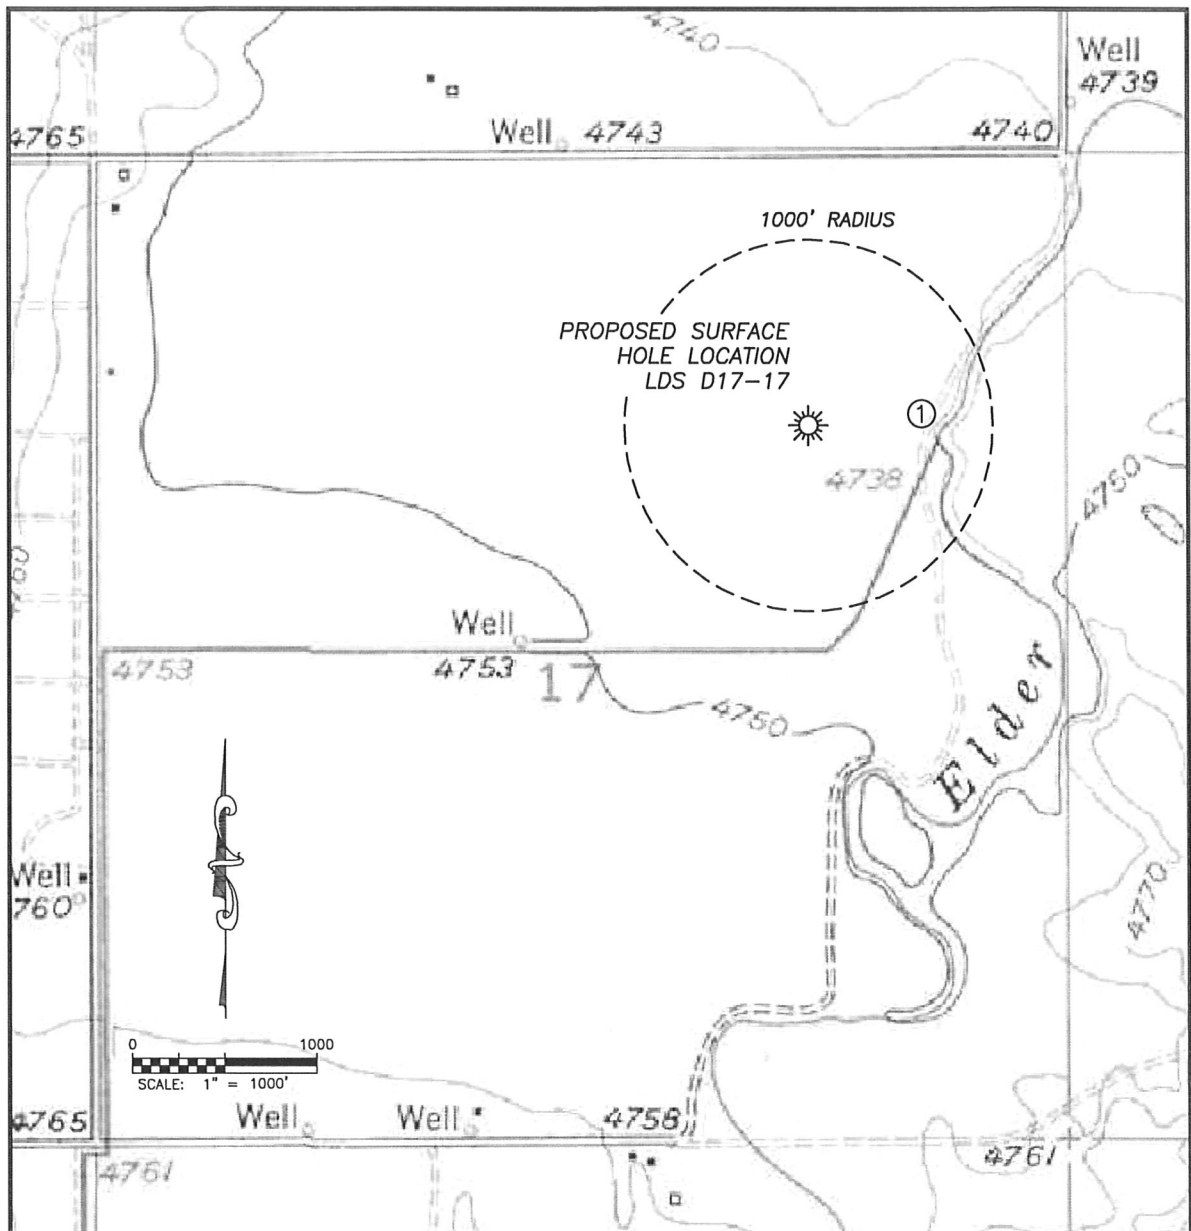 4740
Well
4739
4765
Well 4743
4740
1000' RADIUS
PROPOSED SURFACE
HOLE LOCATION
LDS D17-17
1
4738
4750
Well
4753
4753
17
4750
Elder
Well
760
4770
0 1000
SCALE: 1" = 1000'
4765
Well
Well
4758
4761
4761